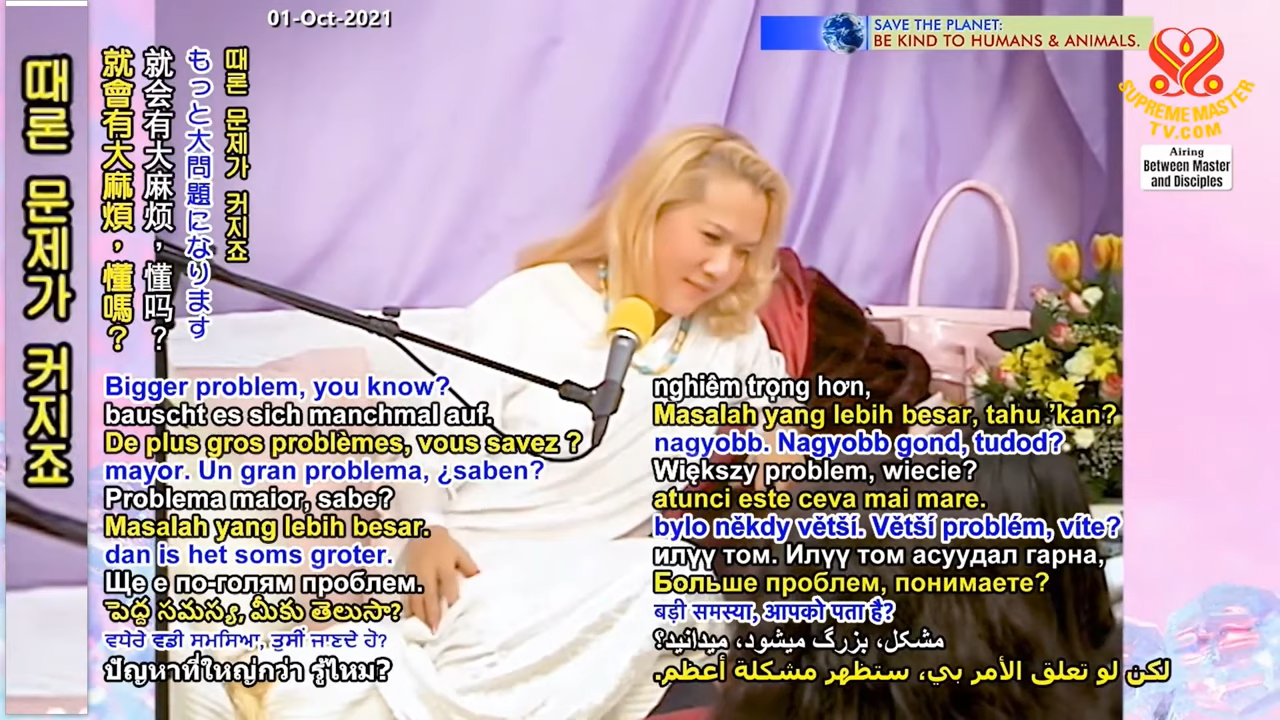 01-Oct-2021
SAVE THE PLANET:
BE KIND TO HUMANS & ANIMALS.
SUPREME MASTER
TV.COM
Airing
Between Master
and Disciples
때론 문제가 커지죠
就會有大麻煩，懂嗎？
就会有大麻烦，懂吗？
もっと大問題になります
때론 문제가 커지죠
Bigger problem, you know?
bauscht es sich manchmal auf.
De plus gros problèmes, vous savez ?
mayor. Un gran problema, ¿saben?
Problema maior, sabe?
Masalah yang lebih besar.
dan is het soms groter.
Ще е по-голям проблем.
పెద్ద సమస్య, మీకు తెలుసా?
ਵਧੇਰੇ ਵਡੀ ਸਮਸਿਆ, ਤੁਸੀਂ ਜਾਣਦੇ ਹੋ?
ปัญหาที่ใหญ่กว่า รู้ไหม?
nghiêm trọng hơn,
Masalah yang lebih besar, tahu ’kan?
nagyobb. Nagyobb gond, tudod?
Większy problem, wiecie?
atunci este ceva mai mare.
bylo někdy větší. Větší problém, víte?
илүү том. Илүү том асуудал гарна,
Больше проблем, понимаете?
बड़ी समस्या, आपको पता है?
مشکل، بزرگ میشود، میدانید؟
لكن لو تعلق الأمر بي، ستظهر مشكلة أعظم.